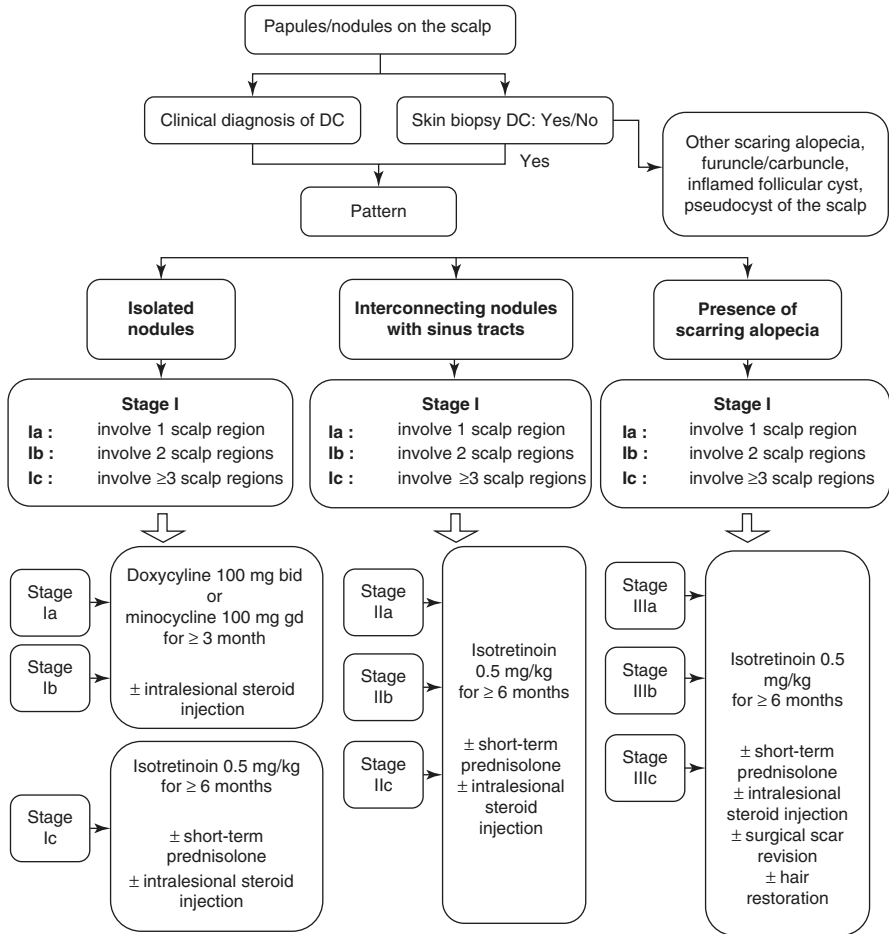 Papules/nodules on the scalp
Clinical diagnosis of DC
Skin biopsy DC: Yes/No
Yes
Other scaring alopecia,
furuncle/carbuncle,
inflamed follicular cyst,
pseudocyst of the scalp
Pattern
Isolated
nodules
Interconnecting nodules
with sinus tracts
Presence of
scarring alopecia
Stage I
Ia : involve 1 scalp region
Ib : involve 2 scalp regions
Ic : involve ≥3 scalp regions
Stage I
Ia : involve 1 scalp region
Ib : involve 2 scalp regions
Ic : involve ≥3 scalp regions
Stage I
Ia : involve 1 scalp region
Ib : involve 2 scalp regions
Ic : involve ≥3 scalp regions
Stage
Ia
Stage
Ib
Doxycyline 100 mg bid
or
minocycline 100 mg gd
for ≥ 3 month
± intralesional steroid
injection
Stage
Ic
Isotretinoin 0.5 mg/kg
for ≥ 6 months
± short-term
prednisolone
± intralesional steroid
injection
Stage
IIa
Stage
IIb
Stage
IIc
Isotretinoin
0.5 mg/kg
for ≥ 6 months
± short-term
prednisolone
± intralesional
steroid
injection
Stage
IIIa
Stage
IIIb
Stage
IIIc
Isotretinoin 0.5
mg/kg
for ≥ 6 months
± short-term
prednisolone
± intralesional
steroid injection
± surgical scar
revision
± hair
restoration